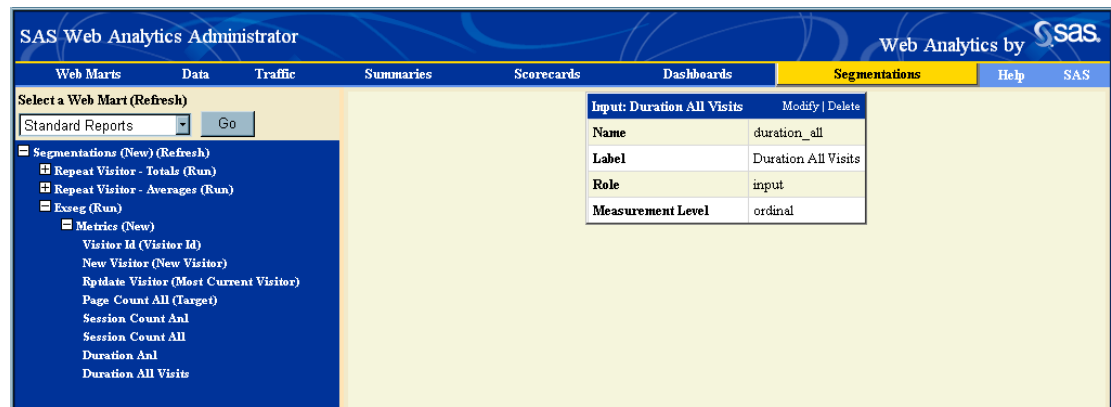 SAS Web Analytics Administrator
Web Analytics by sas.
Web Marts Data Traffic Summaries Scorecards Dashboards Segmentations Help SAS
Select a Web Mart (Refresh)
Standard Reports Go
Segmentations (New) (Refresh)
Repeat Visitor - Totals (Run)
Repeat Visitor - Averages (Run)
Exseg (Run)
Metrics (New)
Visitor Id (Visitor Id)
New Visitor (New Visitor)
Rptdate Visitor (Most Current Visitor)
Page Count All (Target)
Session Count Anl
Session Count All
Duration Anl
Duration All Visits
Input: Duration All Visits Modify | Delete
Name duration_all
Label Duration All Visits
Role input
Measurement Level ordinal